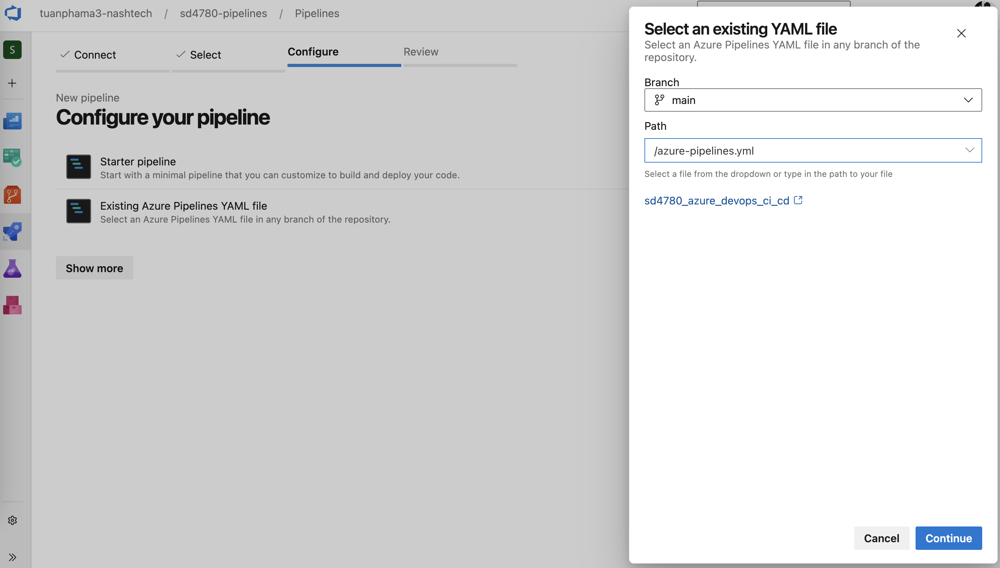 tuanphama3-nashtech / sd4780-pipelines / Pipelines
S
Connect
Select
Configure
Review
New pipeline
Configure your pipeline
Starter pipeline
Start with a minimal pipeline that you can customize to build and deploy your code.
Existing Azure Pipelines YAML file
Select an Azure Pipelines YAML file in any branch of the repository.
Show more
Select an existing YAML file
Select an Azure Pipelines YAML file in any branch of the
repository.
Branch
main
Path
/azure-pipelines.yml
Select a file from the dropdown or type in the path to your file
sd4780_azure_devops_ci_cd
Cancel
Continue